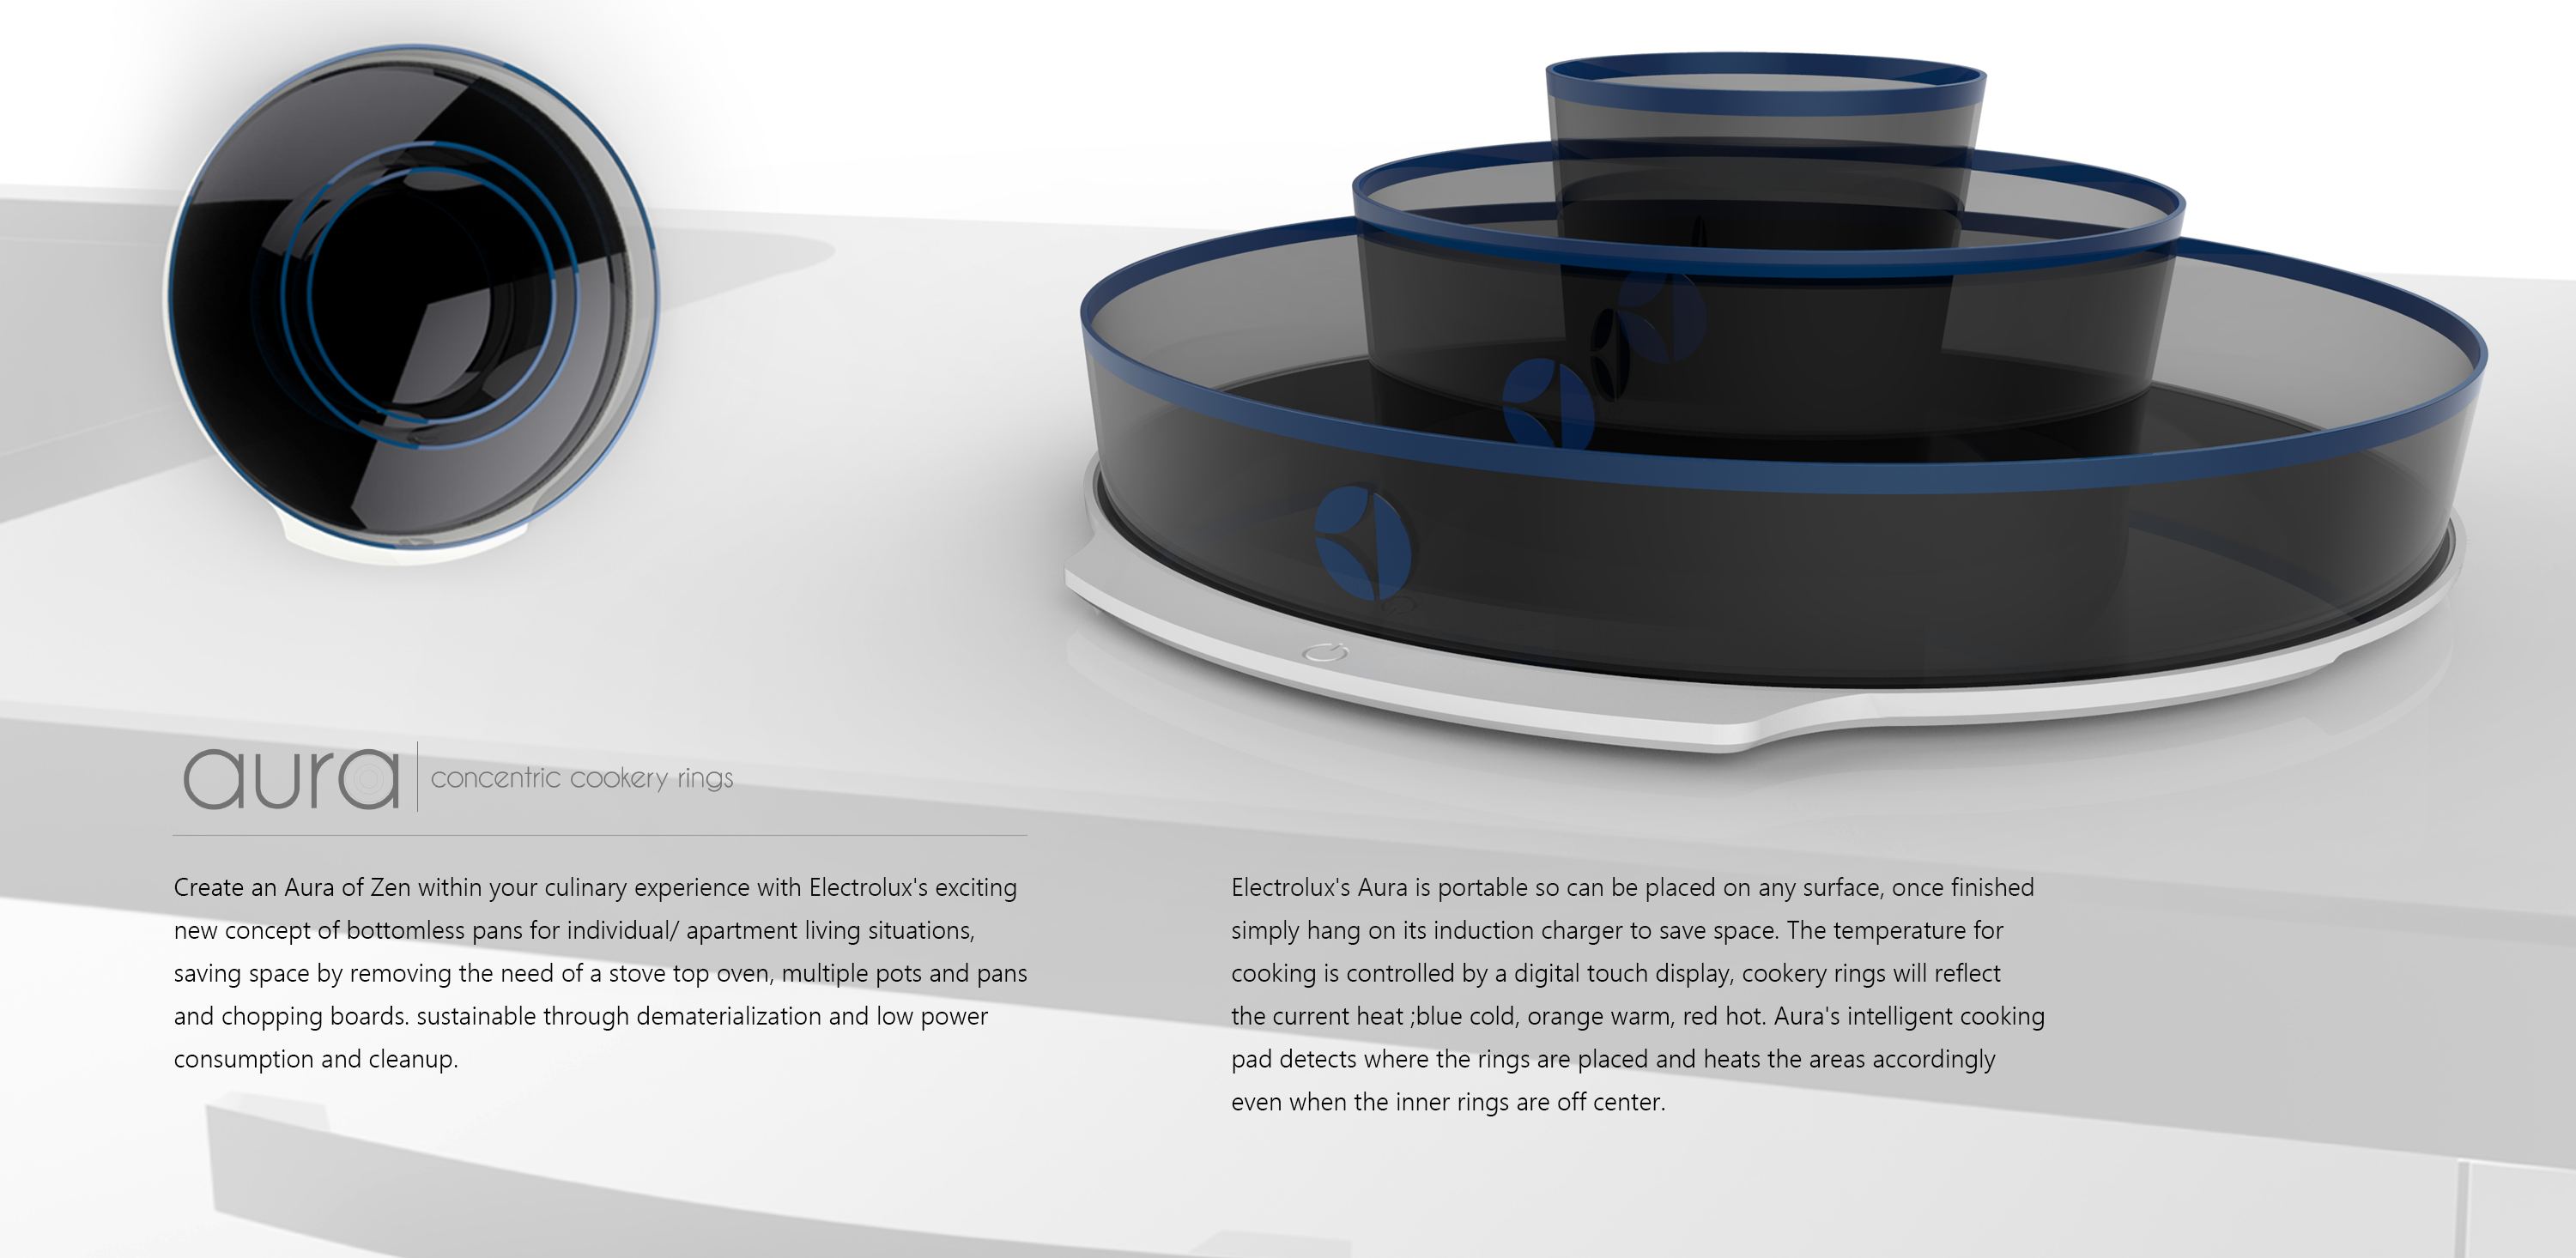 aura
concentric cookery rings
Create an Aura of Zen within your culinary experience with Electrolux's exciting
new concept of bottomless pans for individual/ apartment living situations,
saving space by removing the need of a stove top oven, multiple pots and pans
and chopping boards. sustainable through dematerialization and low power
consumption and cleanup.
Electrolux's Aura is portable so can be placed on any surface, once finished
simply hang on its induction charger to save space. The temperature for
cooking is controlled by a digital touch display, cookery rings will reflect
the current heat ;blue cold, orange warm, red hot. Aura's intelligent cooking
pad detects where the rings are placed and heats the areas accordingly
even when the inner rings are off center.